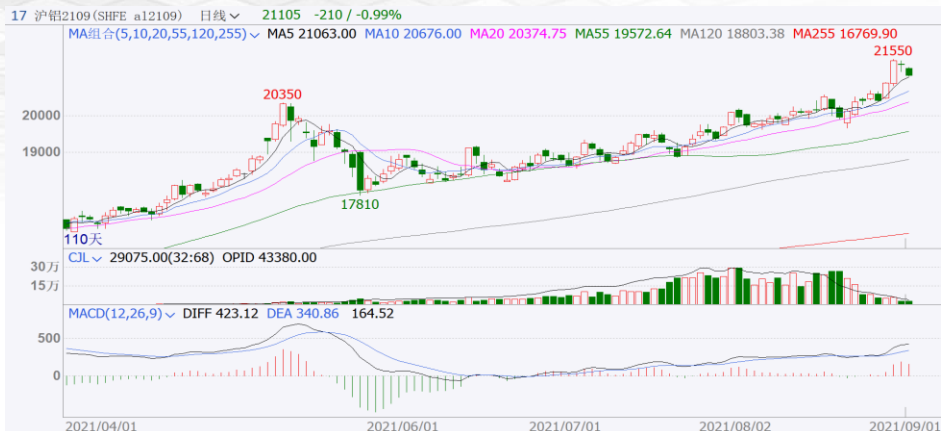 17 沪铝2109(SHFE al2109) 日线 21105 -210 / -0.99%
MA组合(5,10,20,55,120,255) MA5 21063.00 MA10 20676.00 MA20 20374.75 MA55 19572.64 MA120 18803.38 MA255 16769.90
21550
20350
20000
19000
17810
110天
CJL 29075.00(32:68) OPID 43380.00
30万
15万
MACD(12,26,9) DIFF 423.12 DEA 340.86 164.52
500
0
2021/04/01 2021/06/01 2021/07/01 2021/08/02 2021/09/01